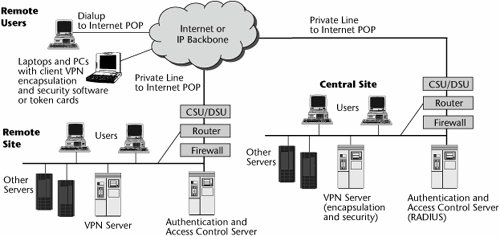 Remote
Users
Dialup
to Internet POP
Internet or
IP Backbone
Private Line
to Internet POP
Laptops and PCs
with client VPN
encapsulation
and security software
or token cards
Private Line
to Internet POP
Remote
Site
Users
CSU/DSU
Router
Firewall
Other
Servers
VPN Server
Authentication and
Access Control Server
Central Site
Users
CSU/DSU
Router
Firewall
Other
Servers
VPN Server
(encapsulation
and security)
Authentication and
Access Control Server
(RADIUS)